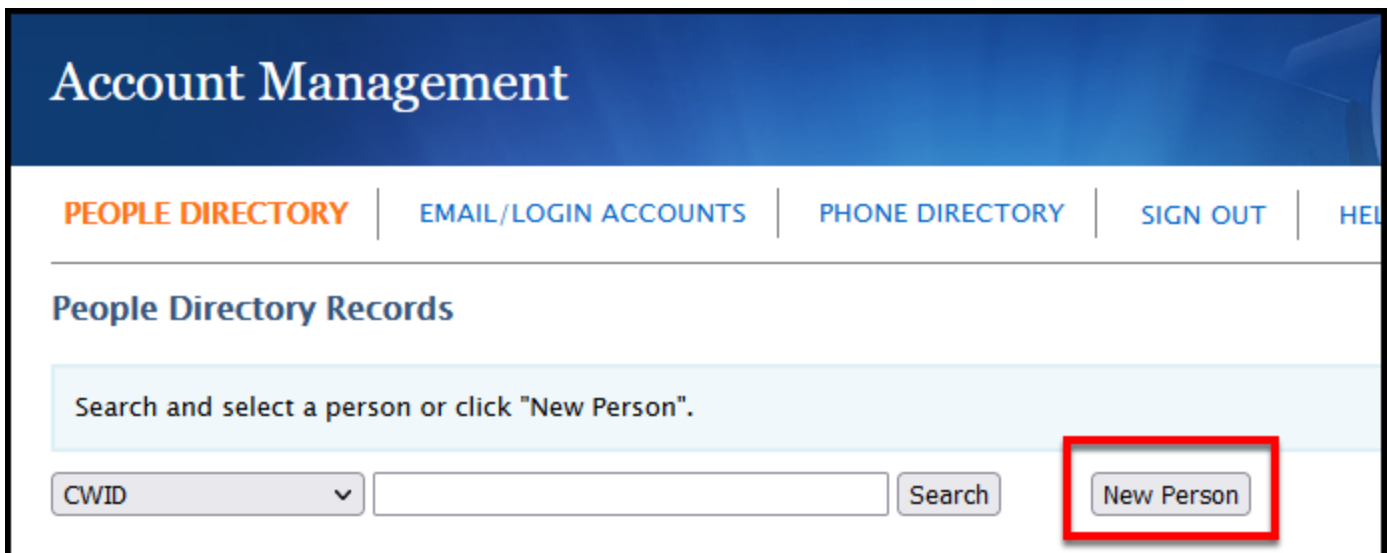 Account Management
PEOPLE DIRECTORY EMAIL/LOGIN ACCOUNTS PHONE DIRECTORY SIGN OUT HEL
People Directory Records
Search and select a person or click "New Person".
CWID Search New Person